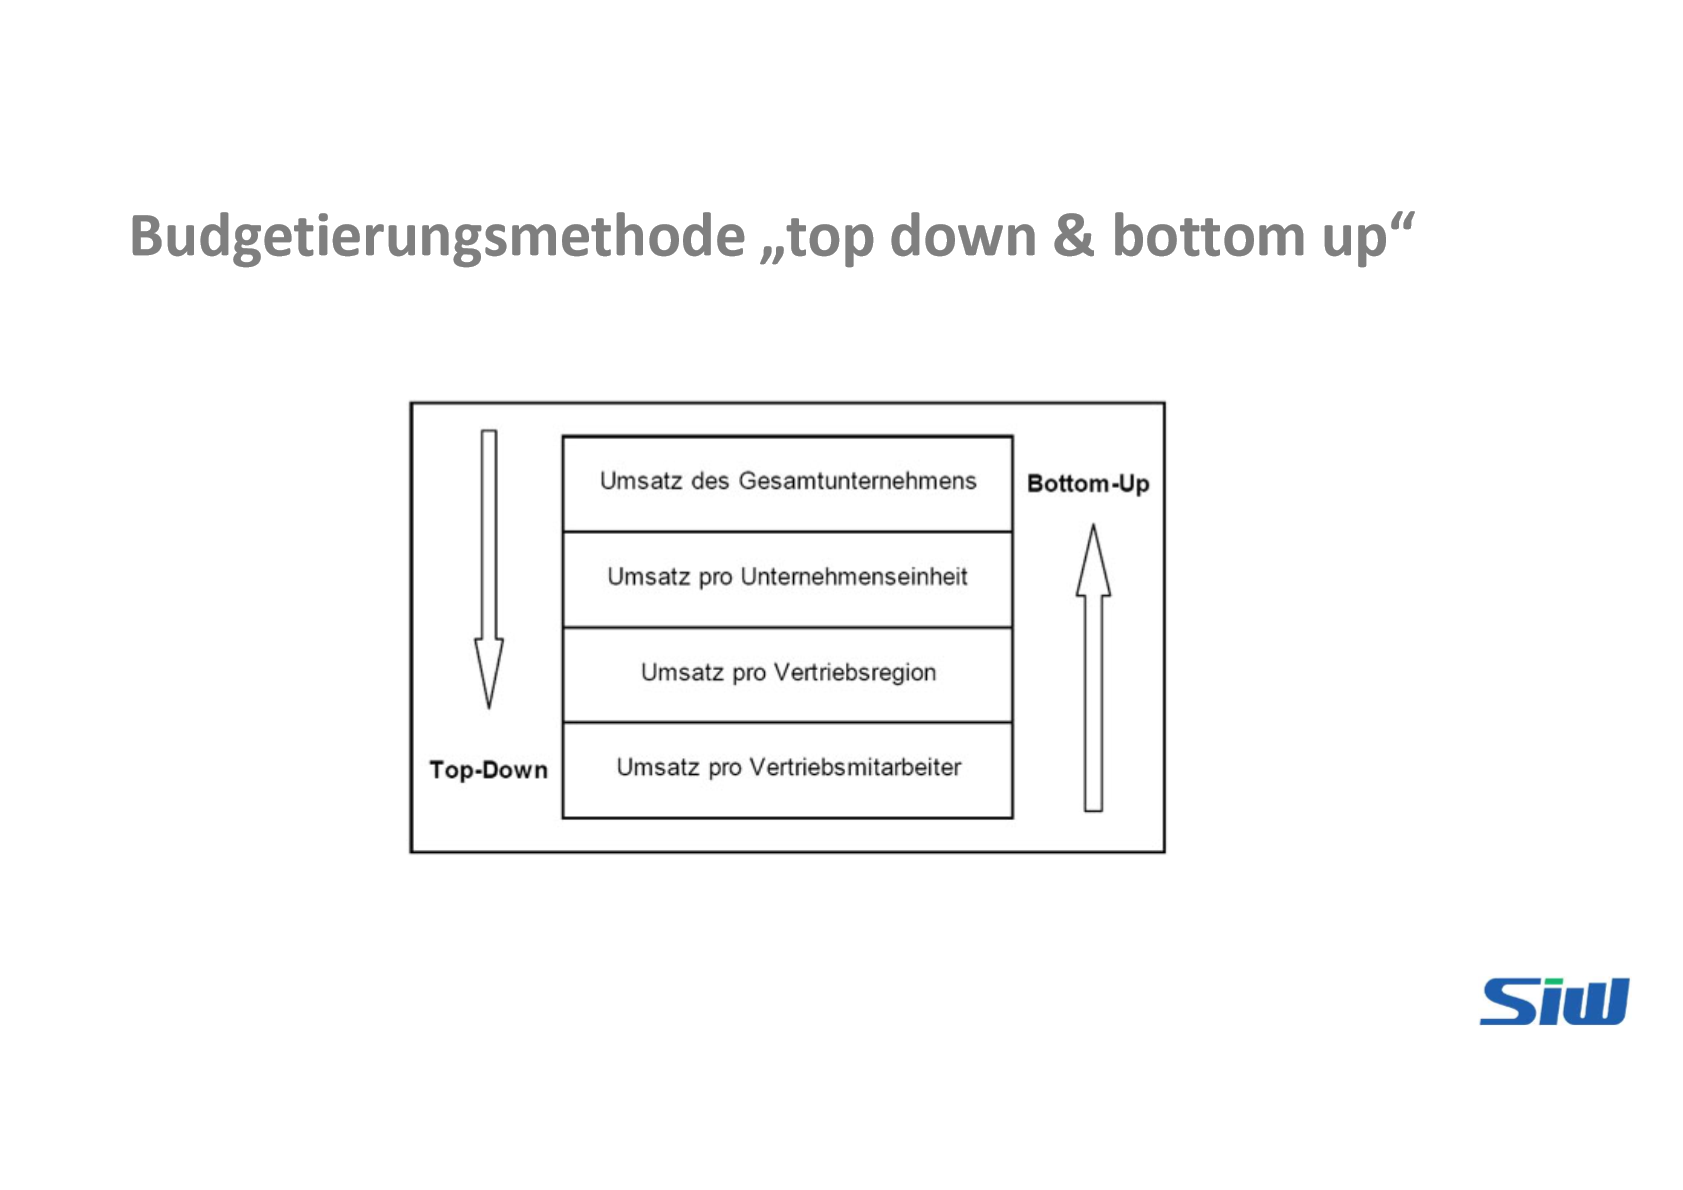 Budgetierungsmethode „top down & bottom up“
Umsatz des Gesamtunternehmens
Bottom-Up
Umsatz pro Unternehmenseinheit
Umsatz pro Vertriebsregion
Top-Down
Umsatz pro Vertriebsmitarbeiter
Siw